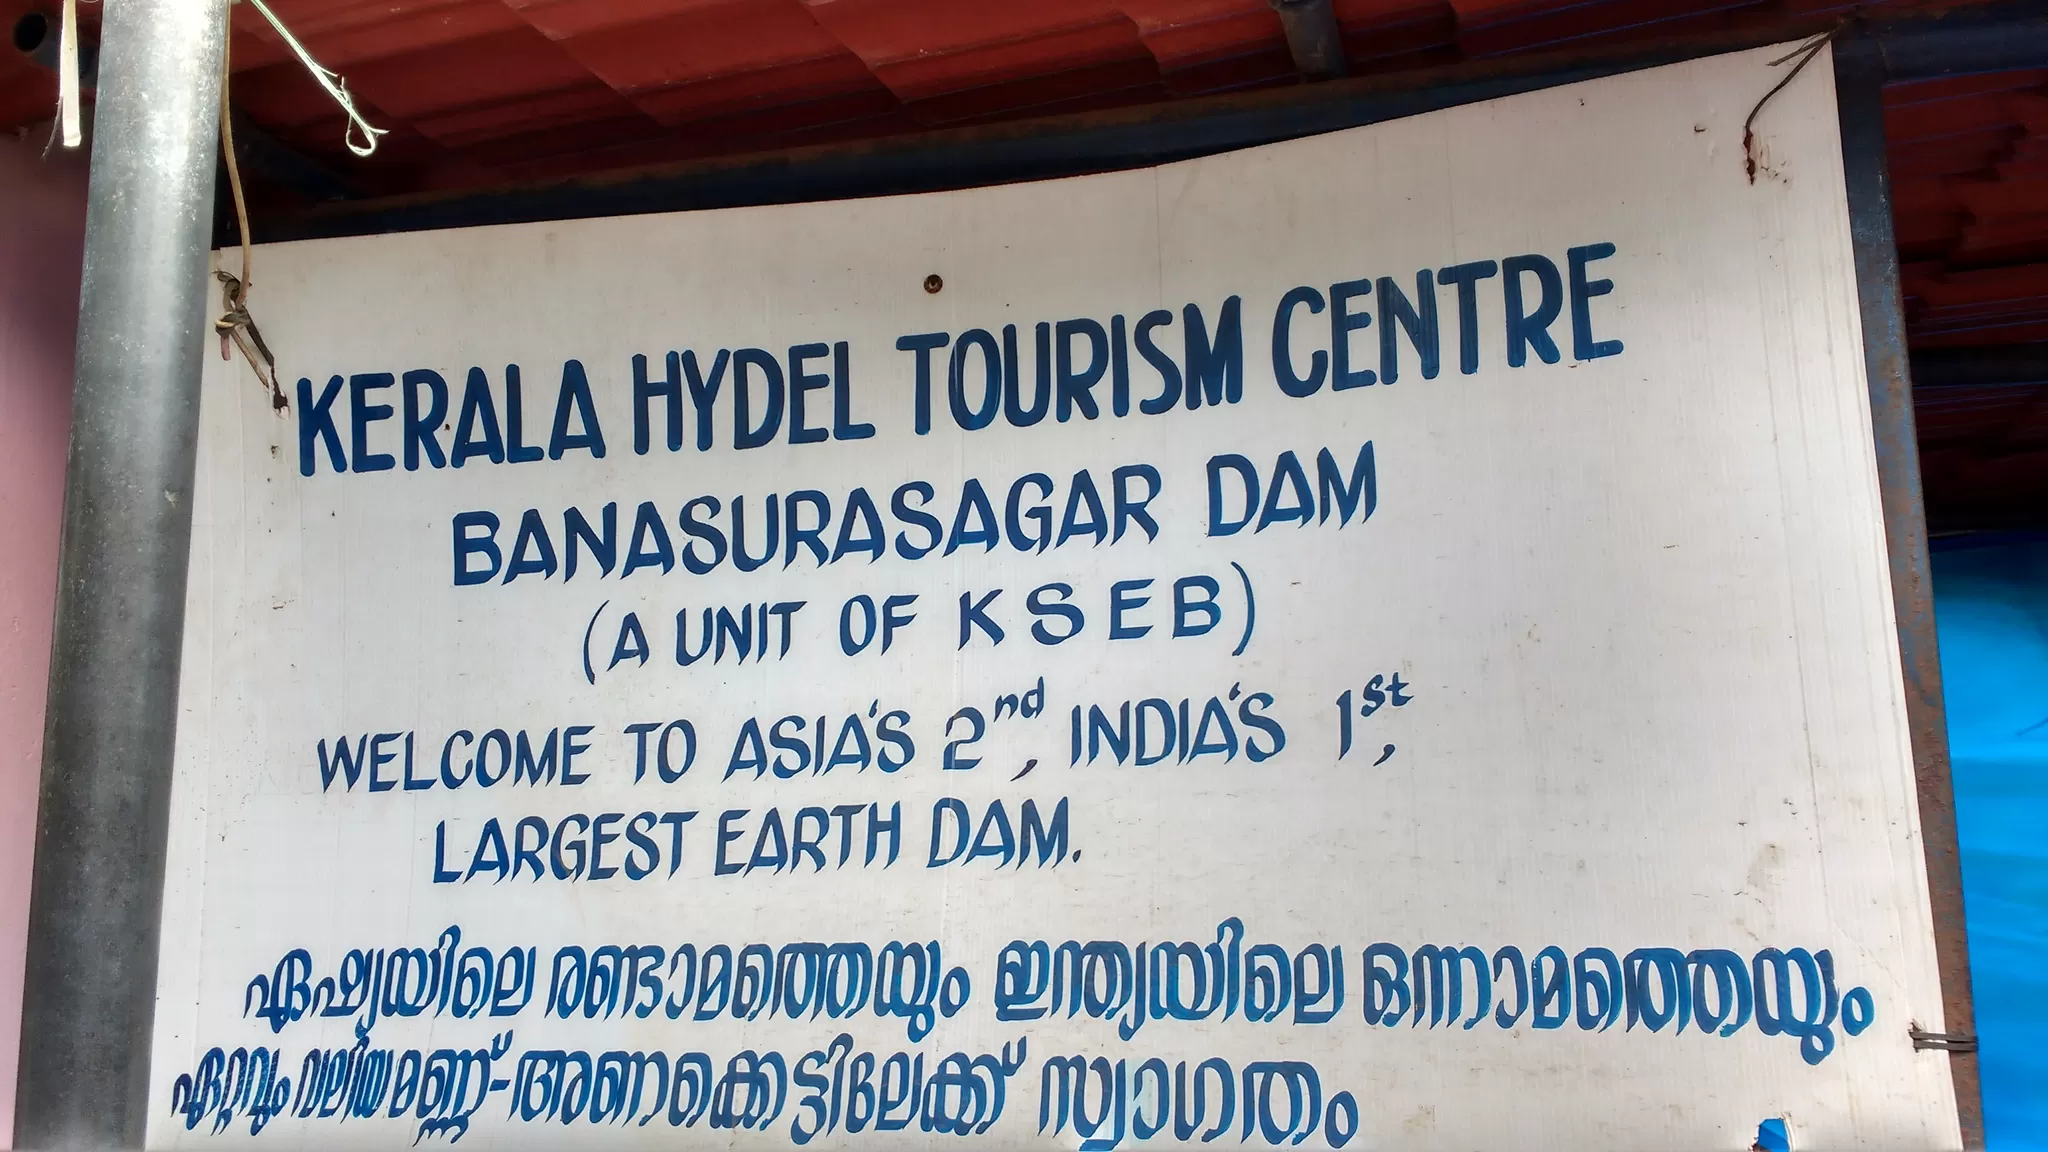 KERALA HYDEL TOURISM CENTRE
BANASURASAGAR DAM
(A UNIT OF KSEB)
WELCOME TO ASIA'S 2nd, INDIA'S 1st,
LARGEST EARTH DAM.
ഏഷ്യയിലെ രണ്ടാമത്തെയും ഇന്ത്യയിലെ ഒന്നാമത്തെയും
ഏറ്റവും വലിയ മണ്ണ്-അണക്കെട്ടിലേക്ക് സ്വാഗതം